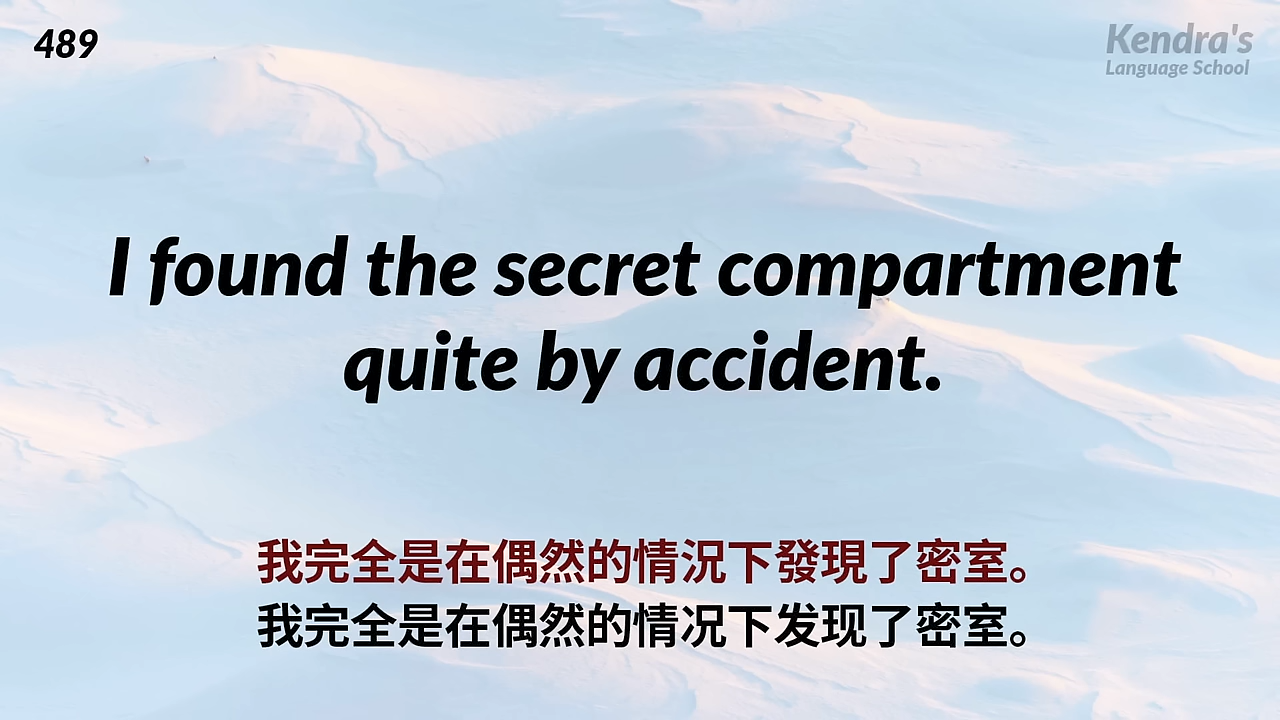 489
Kendra's
Language School
I found the secret compartment
quite by accident.
我完全是在偶然的情況下發現了密室。
我完全是在偶然的情况下发现了密室。